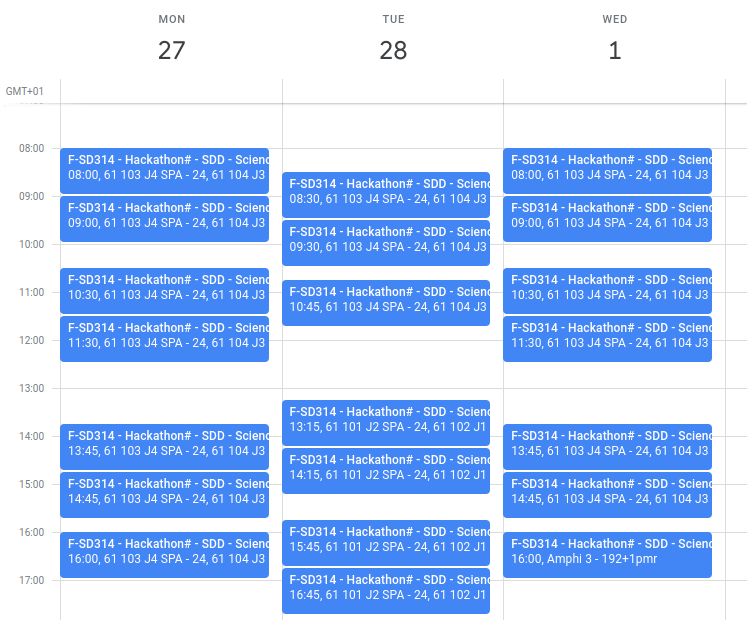 MON
27
TUE
28
WED
1
GMT+01
08:00
09:00
10:00
11:00
12:00
13:00
14:00
15:00
16:00
17:00
F-SD314 - Hackathon# - SDD - Scienc
08:00, 61 103 J4 SPA - 24, 61 104 J3
F-SD314 - Hackathon# - SDD - Scienc
09:00, 61 103 J4 SPA - 24, 61 104 J3
F-SD314 - Hackathon# - SDD - Scienc
10:30, 61 103 J4 SPA - 24, 61 104 J3
F-SD314 - Hackathon# - SDD - Scienc
11:30, 61 103 J4 SPA - 24, 61 104 J3
F-SD314 - Hackathon# - SDD - Scienc
13:45, 61 103 J4 SPA - 24, 61 104 J3
F-SD314 - Hackathon# - SDD - Scienc
14:45, 61 103 J4 SPA - 24, 61 104 J3
F-SD314 - Hackathon# - SDD - Scienc
16:00, 61 103 J4 SPA - 24, 61 104 J3
F-SD314 - Hackathon# - SDD - Scienc
08:30, 61 103 J4 SPA - 24, 61 104 J3
F-SD314 - Hackathon# - SDD - Scienc
09:30, 61 103 J4 SPA - 24, 61 104 J3
F-SD314 - Hackathon# - SDD - Scienc
10:45, 61 103 J4 SPA - 24, 61 104 J3
F-SD314 - Hackathon# - SDD - Scienc
13:15, 61 101 J2 SPA - 24, 61 102 J1
F-SD314 - Hackathon# - SDD - Scienc
14:15, 61 101 J2 SPA - 24, 61 102 J1
F-SD314 - Hackathon# - SDD - Scienc
15:45, 61 101 J2 SPA - 24, 61 102 J1
F-SD314 - Hackathon# - SDD - Scienc
16:45, 61 101 J2 SPA - 24, 61 102 J1
F-SD314 - Hackathon# - SDD - Scienc
08:00, 61 103 J4 SPA - 24, 61 104 J3
F-SD314 - Hackathon# - SDD - Scienc
09:00, 61 103 J4 SPA - 24, 61 104 J3
F-SD314 - Hackathon# - SDD - Scienc
10:30, 61 103 J4 SPA - 24, 61 104 J3
F-SD314 - Hackathon# - SDD - Scienc
11:30, 61 103 J4 SPA - 24, 61 104 J3
F-SD314 - Hackathon# - SDD - Scienc
13:45, 61 103 J4 SPA - 24, 61 104 J3
F-SD314 - Hackathon# - SDD - Scienc
14:45, 61 103 J4 SPA - 24, 61 104 J3
F-SD314 - Hackathon# - SDD - Scienc
16:00, Amphi 3 - 192+1pmr